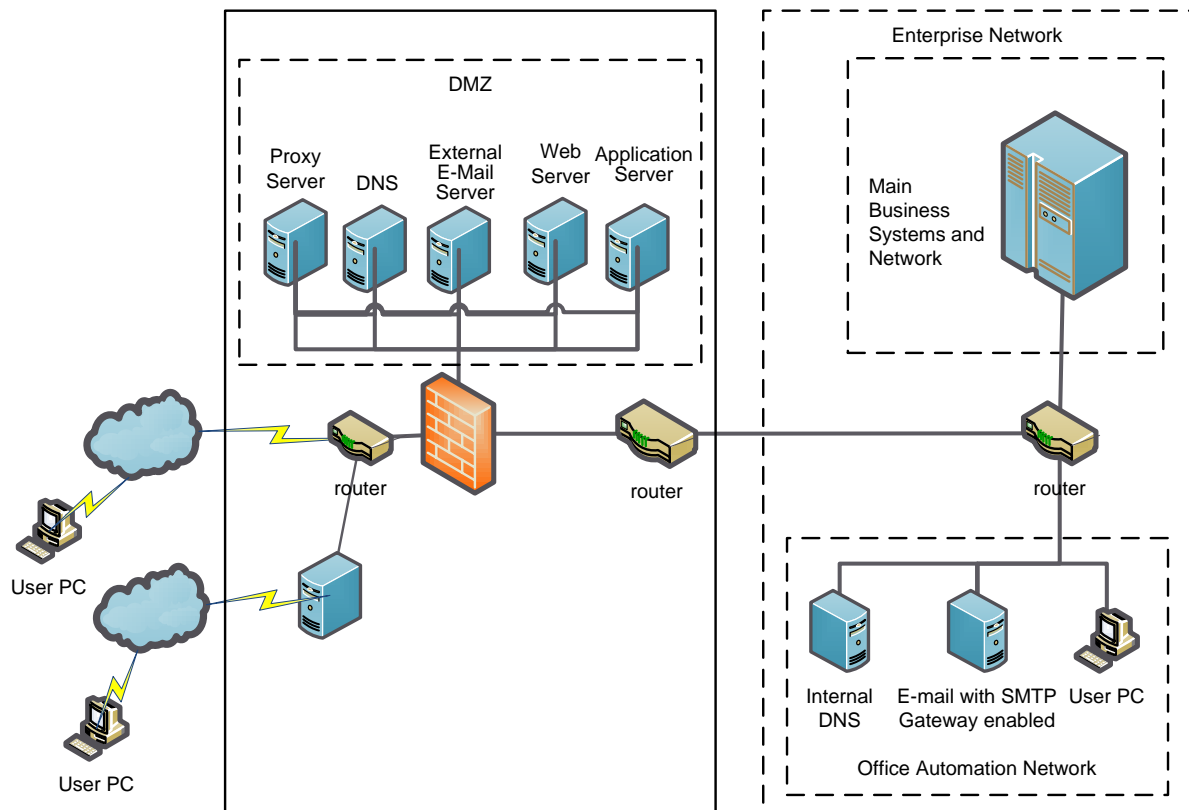 Enterprise Network
DMZ
Proxy
Server
DNS
External
E-Mail
Server
Web
Server
Application
Server
Main
Business
Systems and
Network
router
router
router
User PC
User PC
Internal
DNS
E-mail with SMTP
Gateway enabled
User PC
Office Automation Network